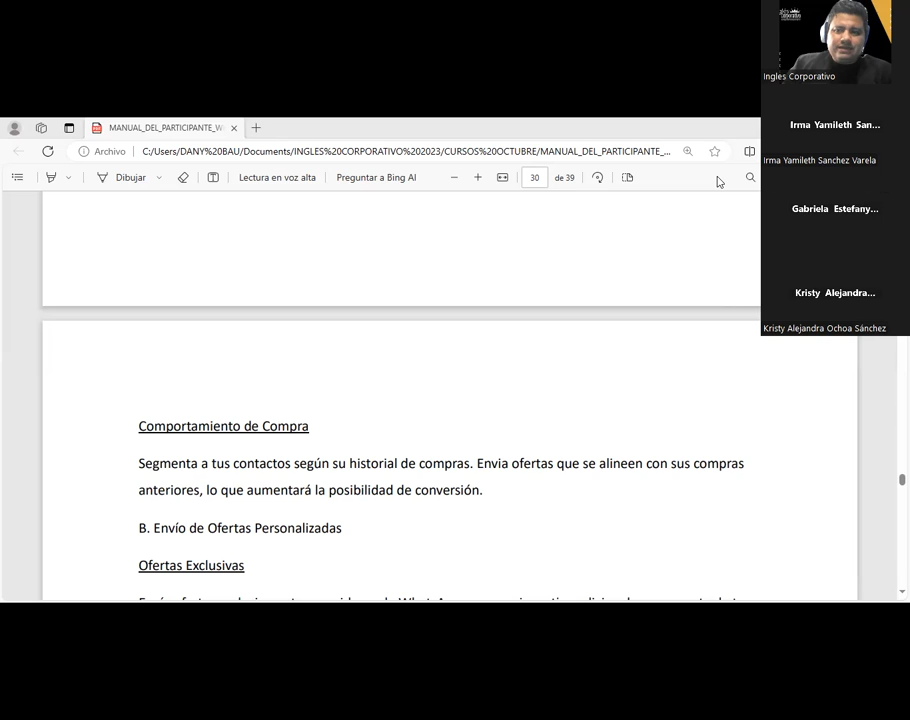 Ingles Corporativo
Irma Yamileth San...
Irma Yamileth Sanchez Varela
Gabriela Estefany...
Kristy Alejandra...
Kristy Alejandra Ochoa Sánchez
MANUAL_DEL_PARTICIPANTE_W
Archivo
C:/Users/DANY%20BAU/Documents/INGLES%20CORPORATIVO%202023/CURSOS%20OCTUBRE/MANUAL_DEL_PARTICIPANTE_...
Dibujar
Lectura en voz alta
Preguntar a Bing AI
30
de 39
Comportamiento de Compra
Segmenta a tus contactos según su historial de compras. Envia ofertas que se alineen con sus compras
anteriores, lo que aumentará la posibilidad de conversión.
B. Envío de Ofertas Personalizadas
Ofertas Exclusivas